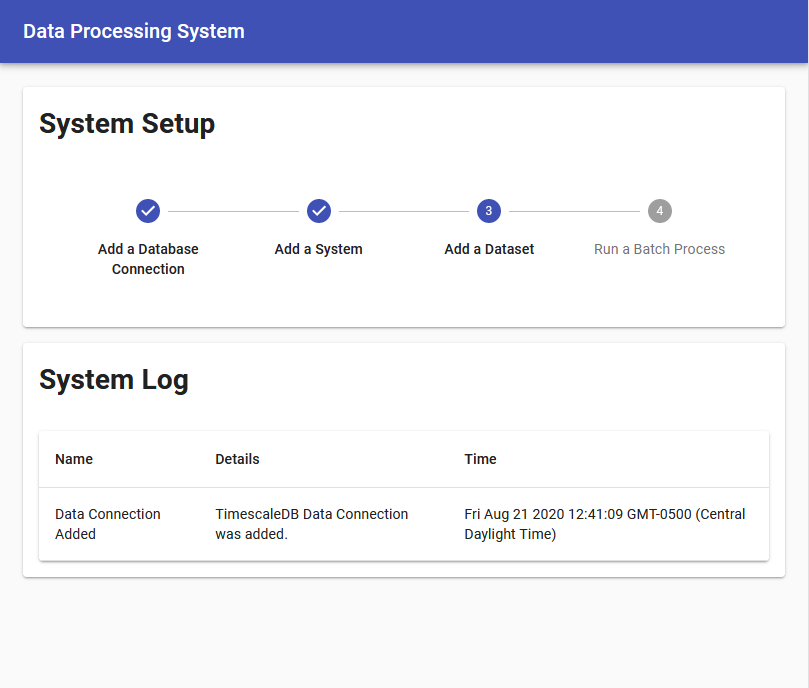 Data Processing System
System Setup
3
4
Add a Database
Connection
Add a System
Add a Dataset
Run a Batch Process
System Log
Name Details Time
Data Connection
Added
TimescaleDB Data Connection
was added.
Fri Aug 21 2020 12:41:09 GMT-0500 (Central
Daylight Time)